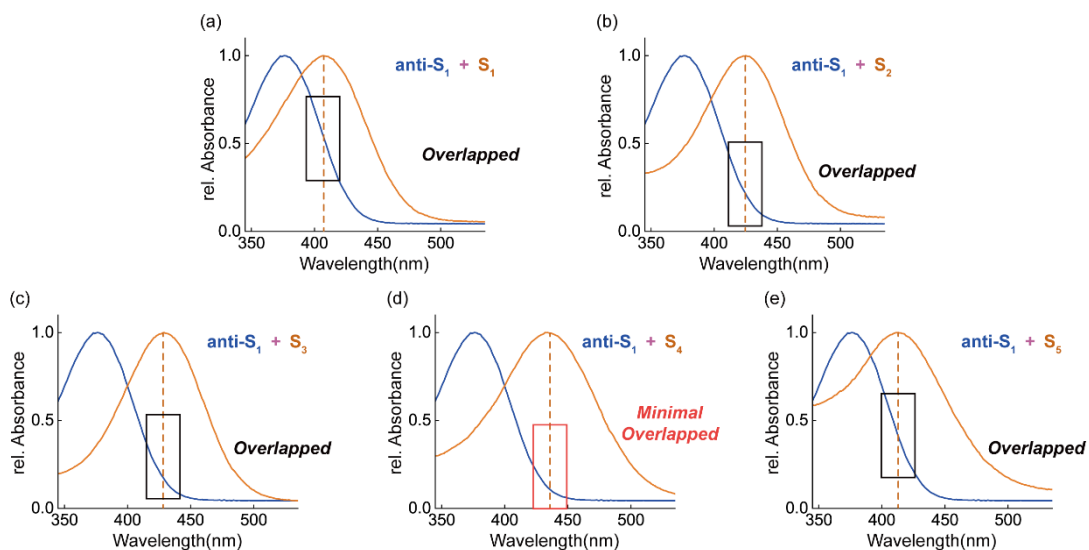 (a)
anti-S₁ + S₁
Overlapped
rel. Absorbance
1.0
0.5
0.0
350
400
450
500
Wavelength(nm)
(b)
anti-S₁ + S₂
Overlapped
rel. Absorbance
1.0
0.5
0.0
350
400
450
500
Wavelength(nm)
(c)
anti-S₁ + S₃
Overlapped
rel. Absorbance
1.0
0.5
0.0
350
400
450
500
Wavelength(nm)
(d)
anti-S₁ + S₄
Minimal
Overlapped
rel. Absorbance
1.0
0.5
0.0
350
400
450
500
Wavelength(nm)
(e)
anti-S₁ + S₅
Overlapped
rel. Absorbance
1.0
0.5
0.0
350
400
450
500
Wavelength(nm)